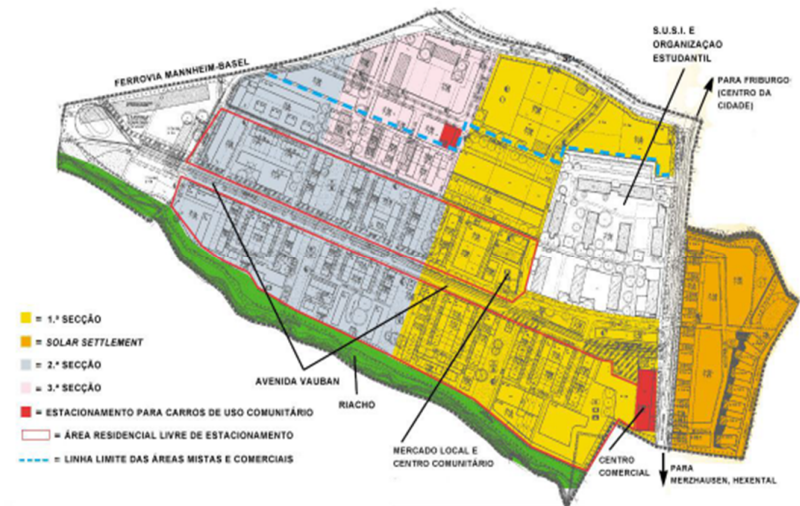 S.U.S.I. E
ORGANIZAÇAO
ESTUDANTIL
FERROVIA MANNHEIM-BASEL
PARA FRIBURGO
(CENTRO DA
CIDADE)
= 1.ª SECÇÃO
= SOLAR SETTLEMENT
= 2.ª SECÇÃO
= 3.ª SECÇÃO
= ESTACIONAMENTO PARA CARROS DE USO COMUNITÁRIO
= ÁREA RESIDENCIAL LIVRE DE ESTACIONAMENTO
= LINHA LIMITE DAS ÁREAS MISTAS E COMERCIAIS
AVENIDA VAUBAN
RIACHO
MERCADO LOCAL E
CENTRO COMUNITÁRIO
CENTRO
COMERCIAL
PARA
MERZHAUSEN, HEXENTAL